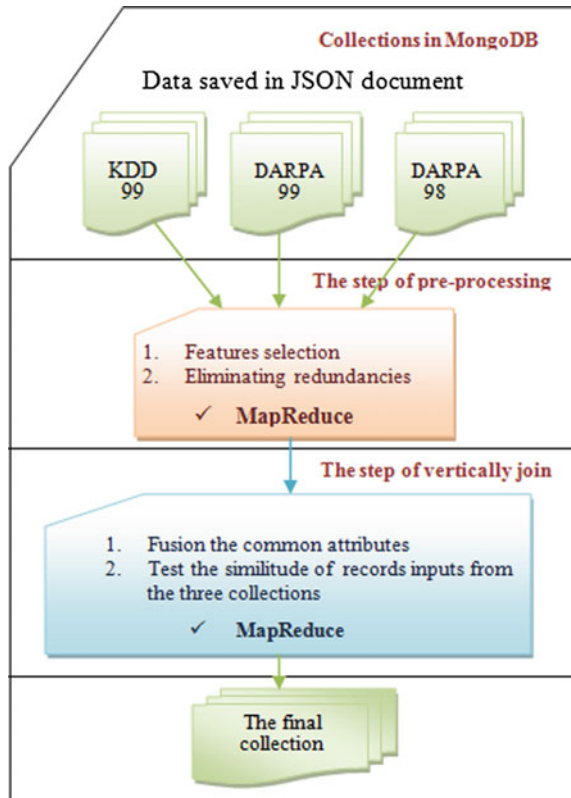 Collections in MongoDB
Data saved in JSON document
KDD
99
DARPA
99
DARPA
98
The step of pre-processing
1. Features selection
2. Eliminating redundancies
✓ MapReduce
The step of vertically join
1. Fusion the common attributes
2. Test the similitude of records inputs from
the three collections
✓ MapReduce
The final
collection